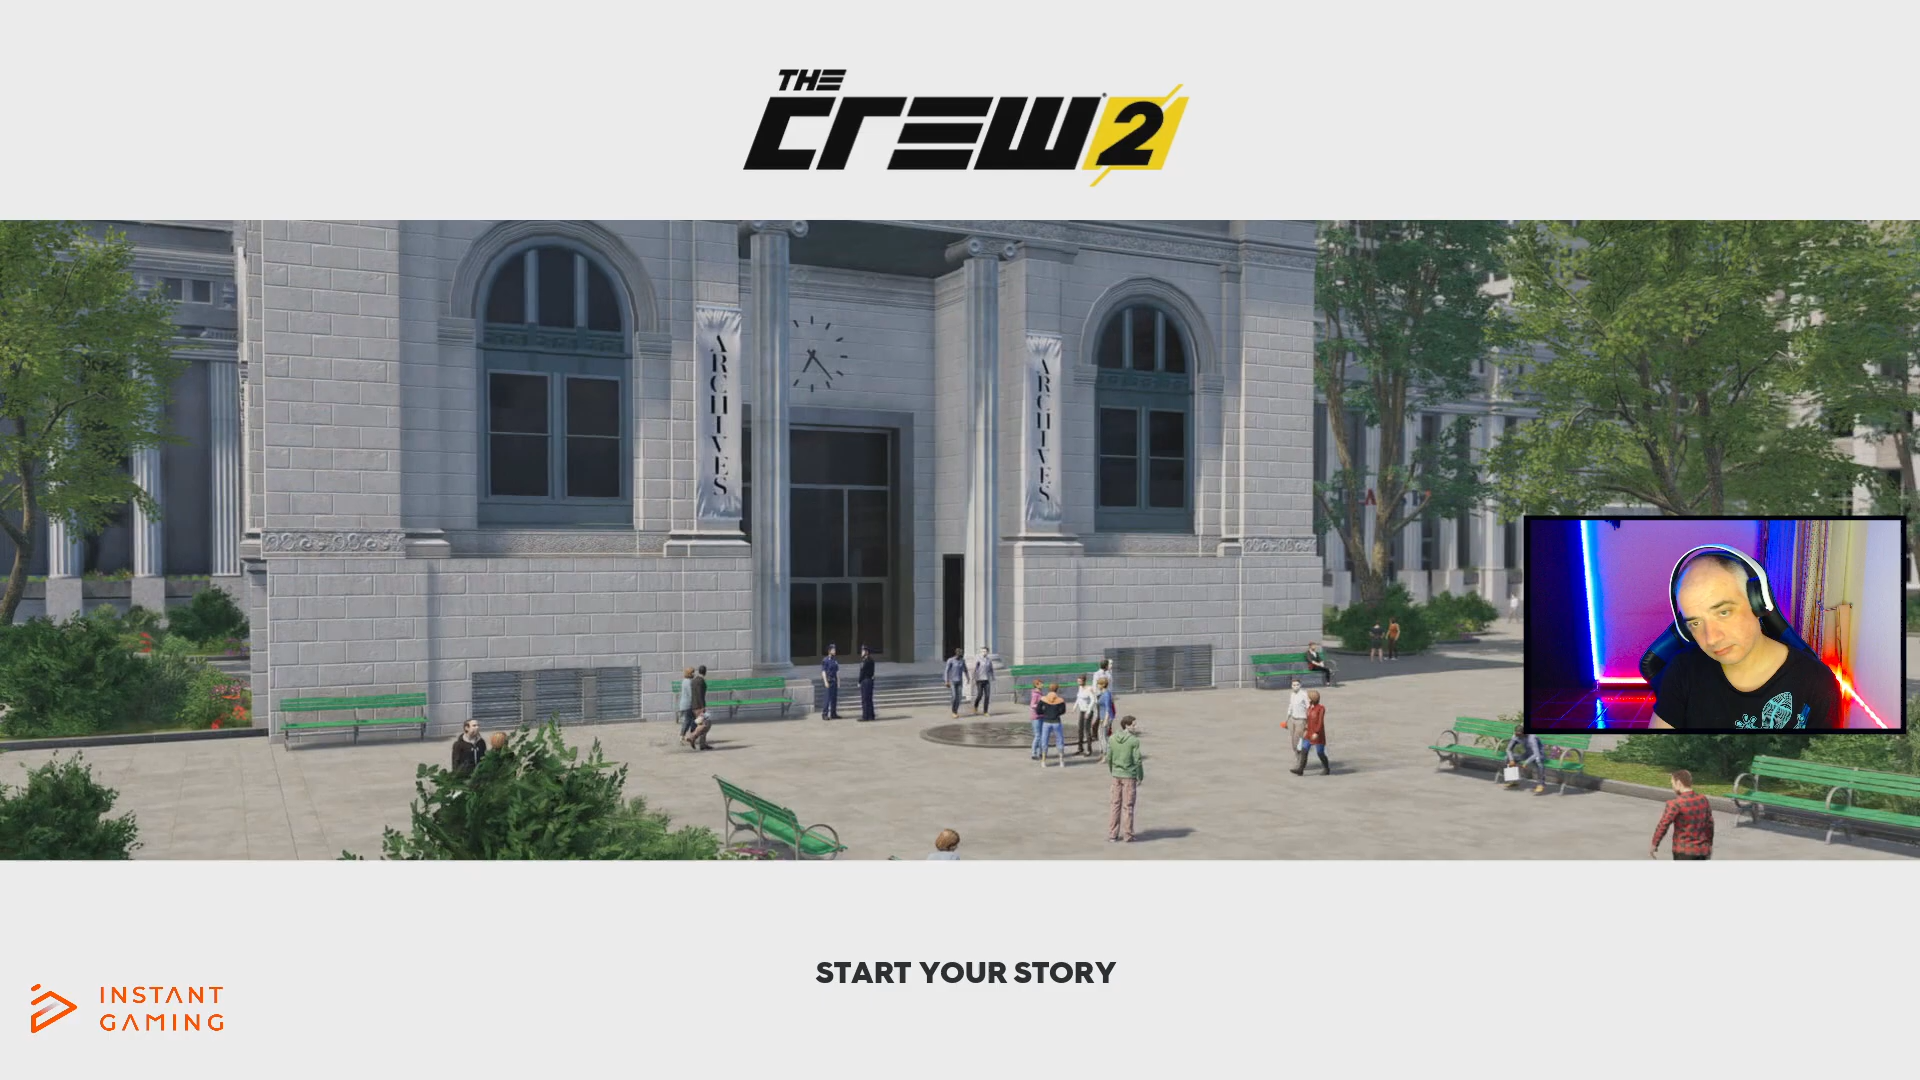 THE
CREW 2
ARCHIVES
ARCHIVES
START YOUR STORY
INSTANT
GAMING